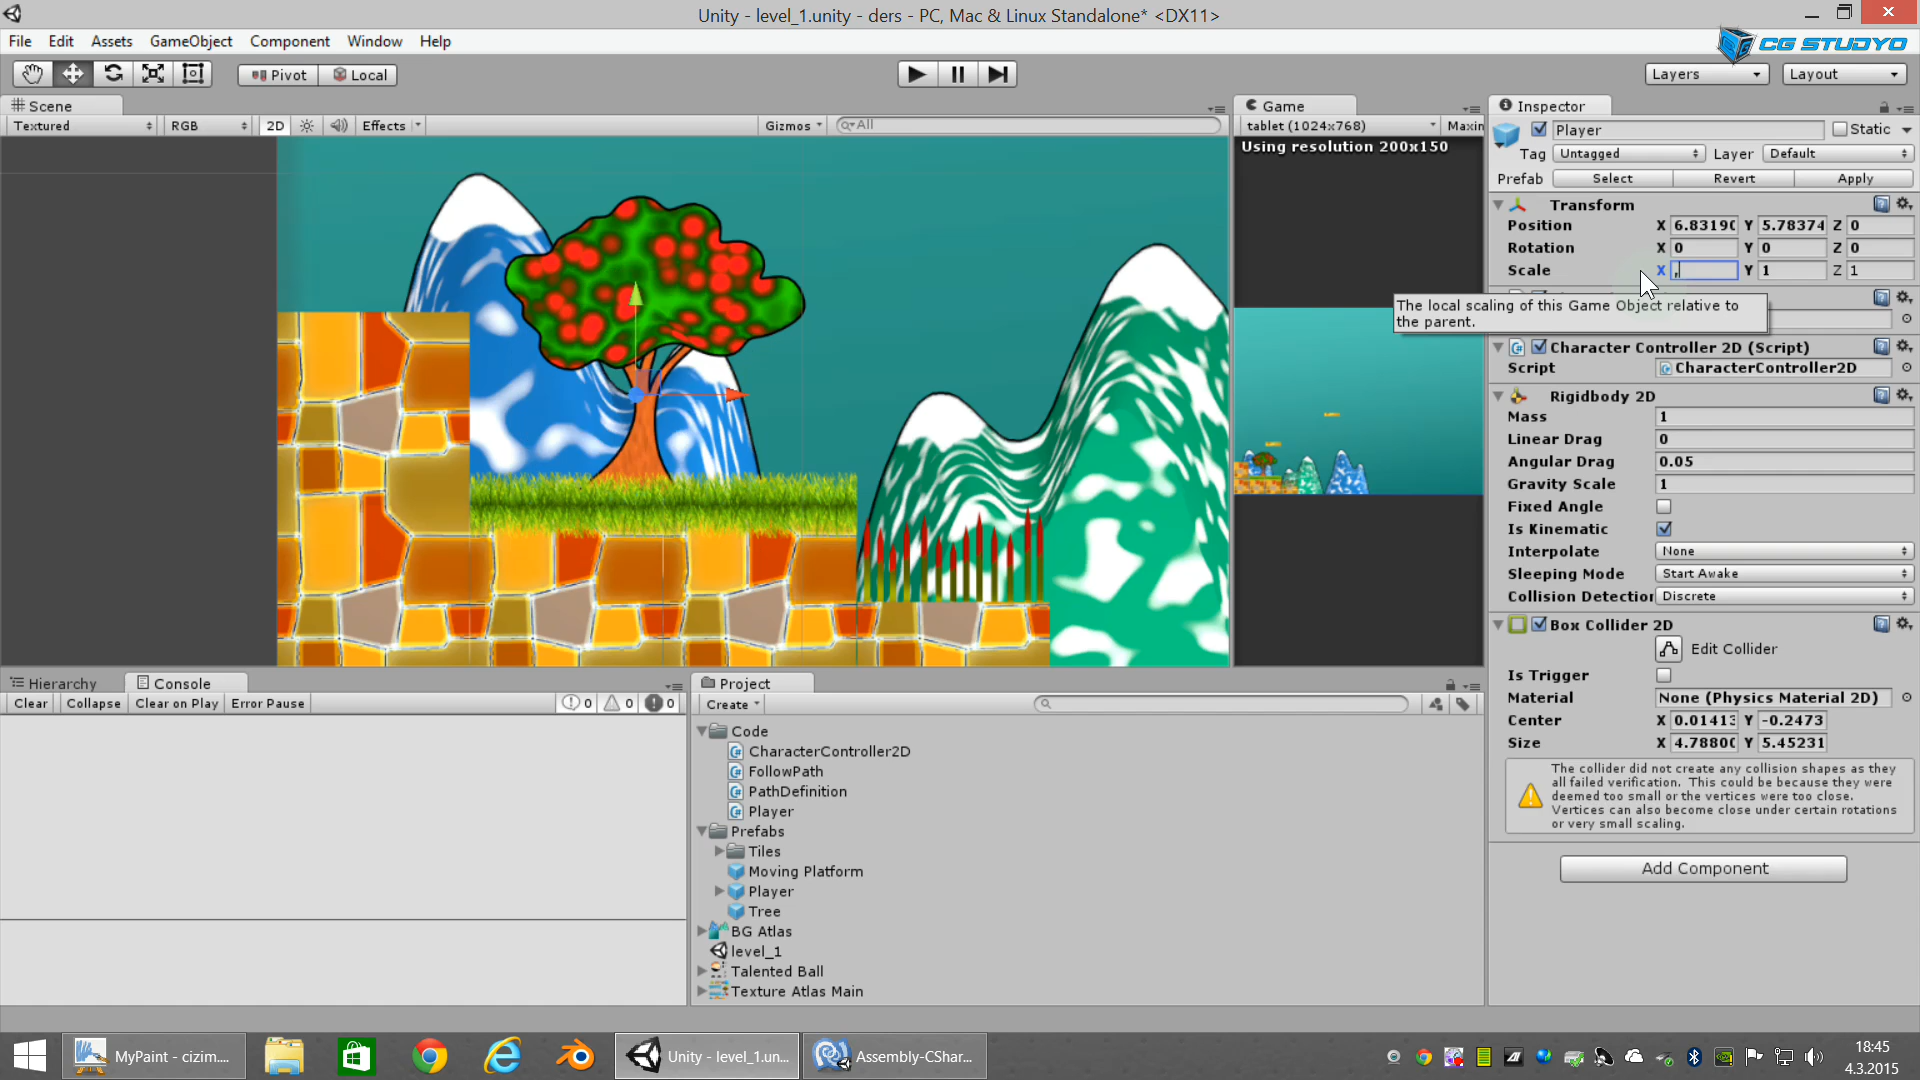 Unity - level_1.unity - ders - PC, Mac & Linux Standalone* <DX11>
File Edit Assets GameObject Component Window Help
CG STUDYO
Pivot Local
Layers Layout
Scene
Textured RGB 2D Effects Gizmos All
Game
tablet (1024x768) Maxin
Using resolution 200x150
Inspector
Player Static
Tag Untagged Layer Default
Prefab Select Revert Apply
Transform
Position X 6.8319( Y 5.78374 Z 0
Rotation X 0 Y 0 Z 0
Scale X , Y 1 Z 1
The local scaling of this Game Object relative to
the parent.
Character Controller 2D (Script)
Script CharacterController2D
Rigidbody 2D
Mass 1
Linear Drag 0
Angular Drag 0.05
Gravity Scale 1
Fixed Angle
Is Kinematic
Interpolate None
Sleeping Mode Start Awake
Collision Detection Discrete
Box Collider 2D
Edit Collider
Is Trigger
Material None (Physics Material 2D)
Center X 0.0141 Y -0.2473
Size X 4.7880 Y 5.45231
The collider did not create any collision shapes as they
all failed verification. This could be because they were
deemed too small or the vertices were too close.
Vertices can also become close under certain rotations
or very small scaling.
Add Component
Hierarchy Console
Clear Collapse Clear on Play Error Pause 0 0 0
Project
Create
Code
CharacterController2D
FollowPath
PathDefinition
Player
Prefabs
Tiles
Moving Platform
Player
Tree
BG Atlas
level_1
Talented Ball
Texture Atlas Main
MyPaint - cizim....
Unity - level_1.un...
Assembly-CShar...
18:45
4.3.2015